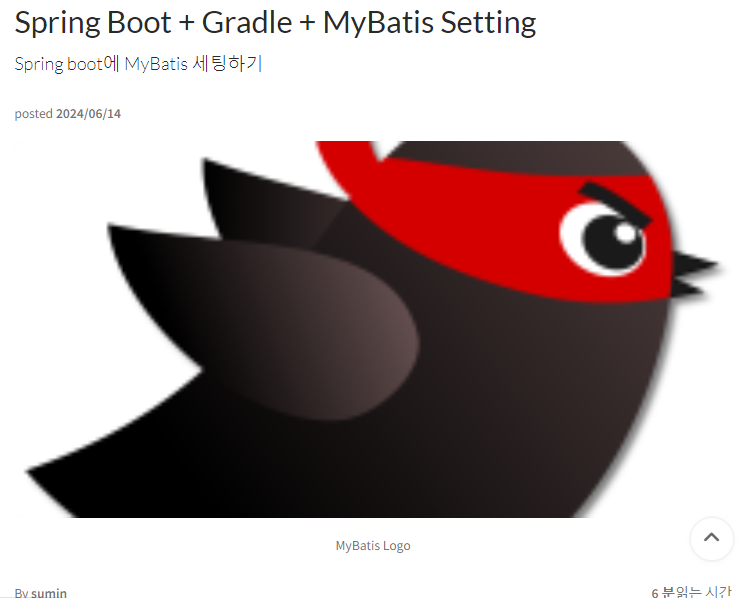 Spring Boot + Gradle + MyBatis Setting
Spring boot에 MyBatis 세팅하기
posted 2024/06/14
MyBatis Logo
By sumin
6 분읽는 시간